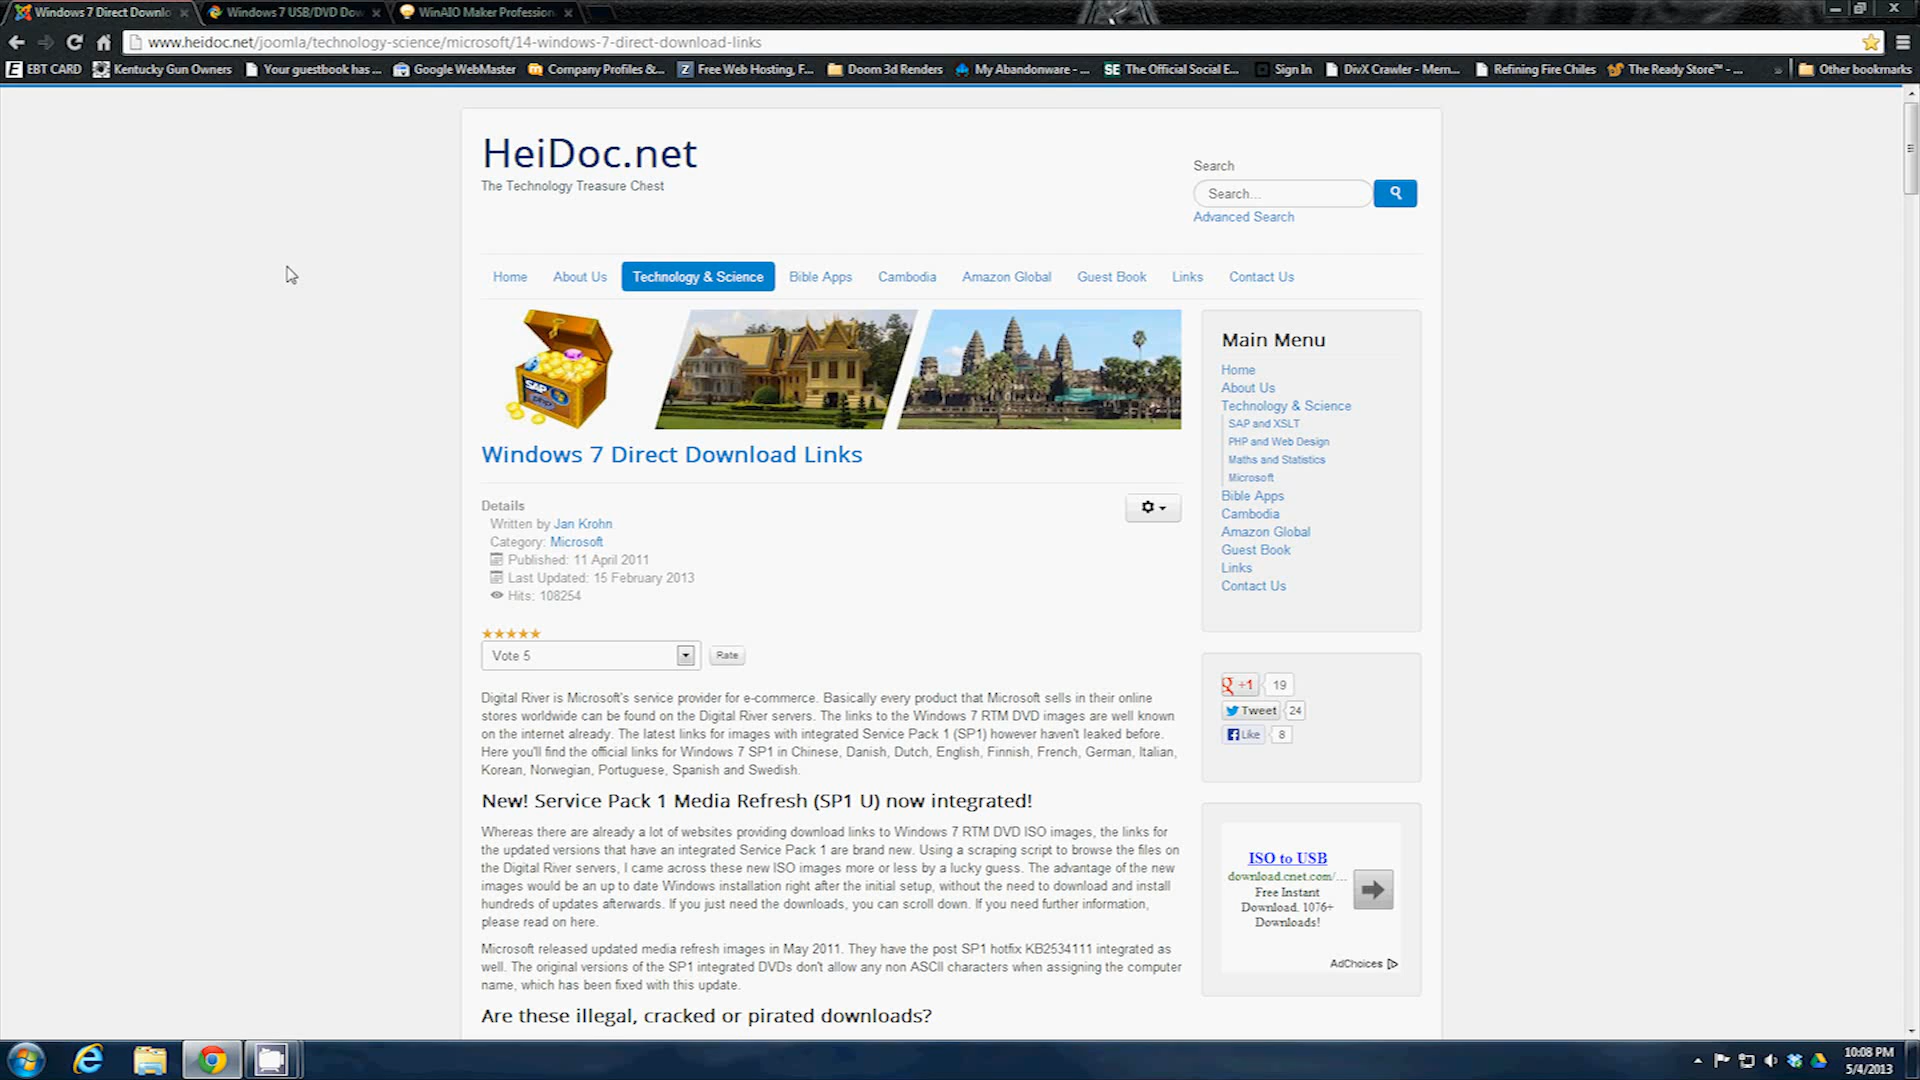 Windows 7 Direct Downlo
Windows 7 USB/DVD Dow
WinAIO Maker Profession
www.heidoc.net/joomla/technology-science/microsoft/14-windows-7-direct-download-links
EBT CARD
Kentucky Gun Owners
Your guestbook has ...
Google WebMaster
Company Profiles &...
Free Web Hosting, F...
Doom 3d Renders
My Abandonware - ...
The Official Social E...
Sign In
DivX Crawler - Mem...
Refining Fire Chiles
The Ready Store™ - ...
Other bookmarks
HeiDoc.net
The Technology Treasure Chest
Search
Search...
Advanced Search
Home
About Us
Technology & Science
Bible Apps
Cambodia
Amazon Global
Guest Book
Links
Contact Us
SAP
php
Windows 7 Direct Download Links
Details
Written by Jan Krohn
Category: Microsoft
Published: 11 April 2011
Last Updated: 15 February 2013
Hits: 108254
Vote 5
Rate
Digital River is Microsoft's service provider for e-commerce. Basically every product that Microsoft sells in their online
stores worldwide can be found on the Digital River servers. The links to the Windows 7 RTM DVD images are well known
on the internet already. The latest links for images with integrated Service Pack 1 (SP1) however haven't leaked before.
Here you'll find the official links for Windows 7 SP1 in Chinese, Danish, Dutch, English, Finnish, French, German, Italian,
Korean, Norwegian, Portuguese, Spanish and Swedish.
New! Service Pack 1 Media Refresh (SP1 U) now integrated!
Whereas there are already a lot of websites providing download links to Windows 7 RTM DVD ISO images, the links for
the updated versions that have an integrated Service Pack 1 are brand new. Using a scraping script to browse the files on
the Digital River servers, I came across these new ISO images more or less by a lucky guess. The advantage of the new
images would be an up to date Windows installation right after the initial setup, without the need to download and install
hundreds of updates afterwards. If you just need the downloads, you can scroll down. If you need further information,
please read on here.
Microsoft released updated media refresh images in May 2011. They have the post SP1 hotfix KB2534111 integrated as
well. The original versions of the SP1 integrated DVDs don't allow any non ASCII characters when assigning the computer
name, which has been fixed with this update.
Are these illegal, cracked or pirated downloads?
Main Menu
Home
About Us
Technology & Science
SAP and XSLT
PHP and Web Design
Maths and Statistics
Microsoft
Bible Apps
Cambodia
Amazon Global
Guest Book
Links
Contact Us
+1 19
Tweet 24
Like 8
ISO to USB
download.cnet.com/...
Free Instant
Download. 1076+
Downloads!
AdChoices
10:08 PM
5/4/2013